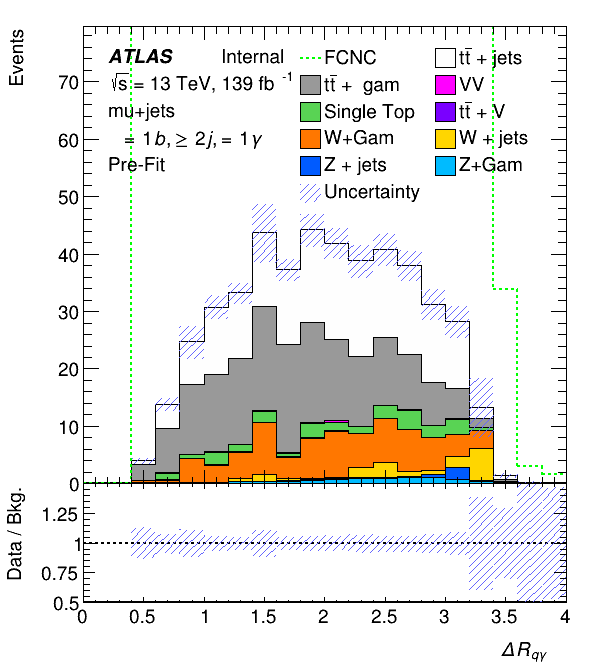 Events
ATLAS Internal
√s = 13 TeV, 139 fb⁻¹
mu+jets
= 1b, ≥ 2j, = 1γ
Pre-Fit
FCNC
tt̄ + jets
tt̄ + gam
VV
Single Top
tt̄ + V
W+Gam
W + jets
Z + jets
Z+Gam
Uncertainty
70
60
50
40
30
20
10
0
Data / Bkg.
1.25
1
0.75
0.5
0 0.5 1 1.5 2 2.5 3 3.5 4
ΔR_qγ